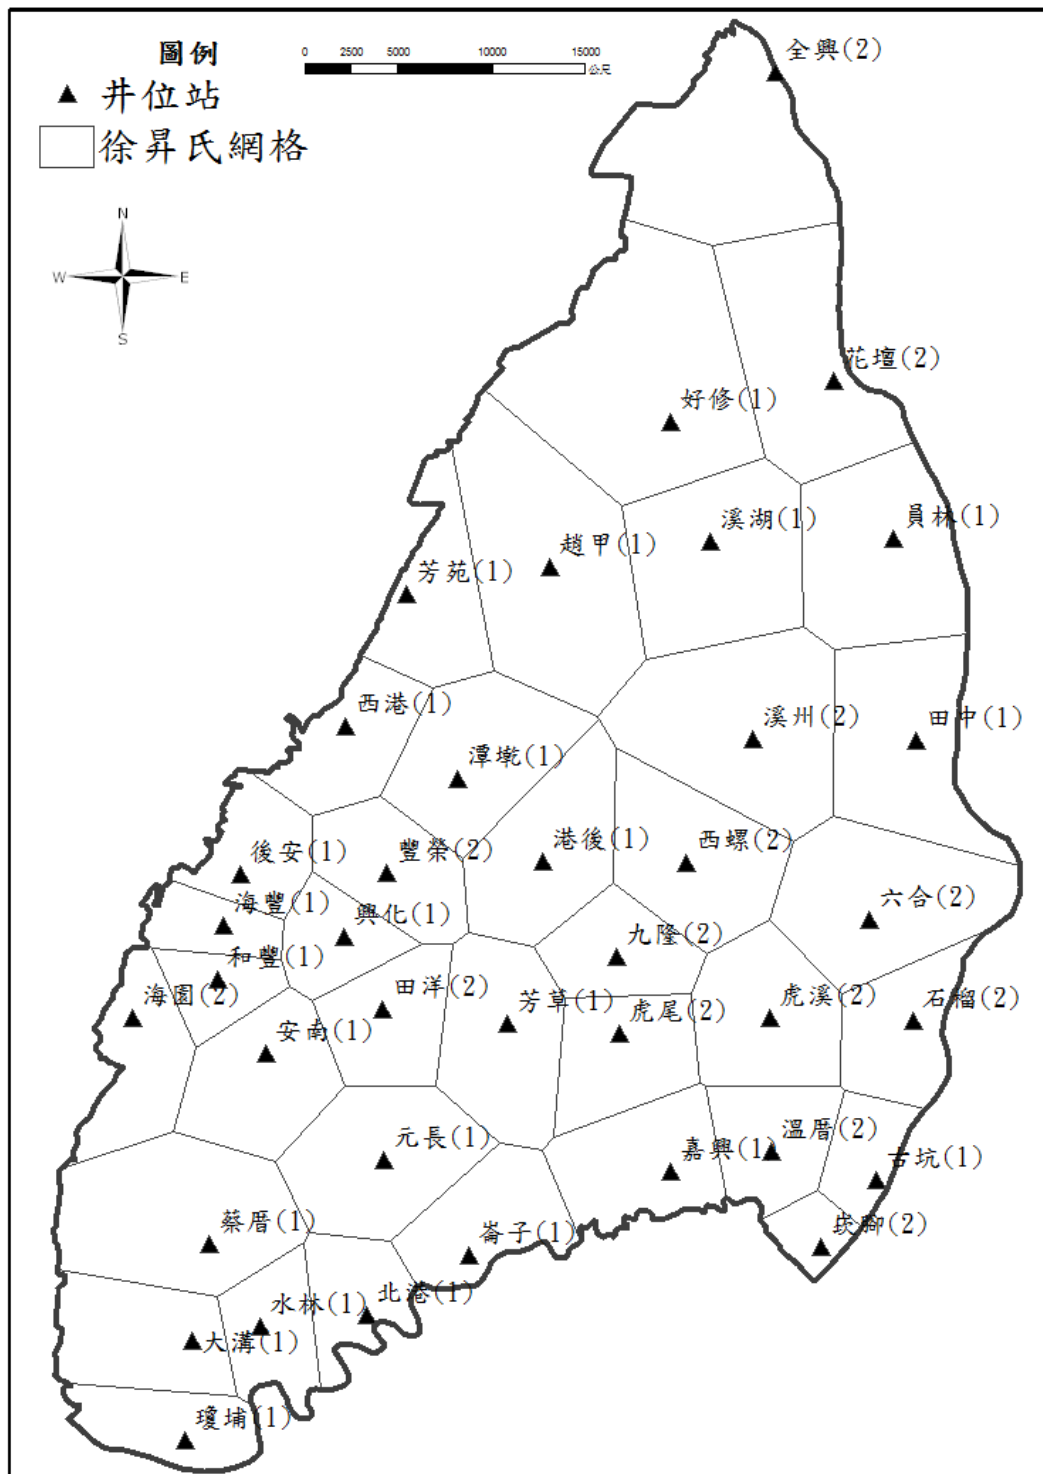 圖例
井位站
徐昇氏網格
0 2500 5000 10000 15000
公尺
N
W E
S
全興(2)
花壇(2)
好修(1)
溪湖(1)
員林(1)
趙甲(1)
芳苑(1)
西港(1)
溪州(2)
田中(1)
潭墘(1)
後安(1)
豐榮(2)
港後(1)
西螺(2)
海豐(1)
興化(1)
六合(2)
和豐(1)
九隆(2)
海園(2)
田洋(2)
芳草(1)
虎尾(2)
虎溪(2)
石榴(2)
安南(1)
元長(1)
嘉興(1)
溫厝(2)
古坑(1)
蔡厝(1)
崙子(1)
崁腳(2)
水林(1)
北港(1)
大溝(1)
瓊埔(1)